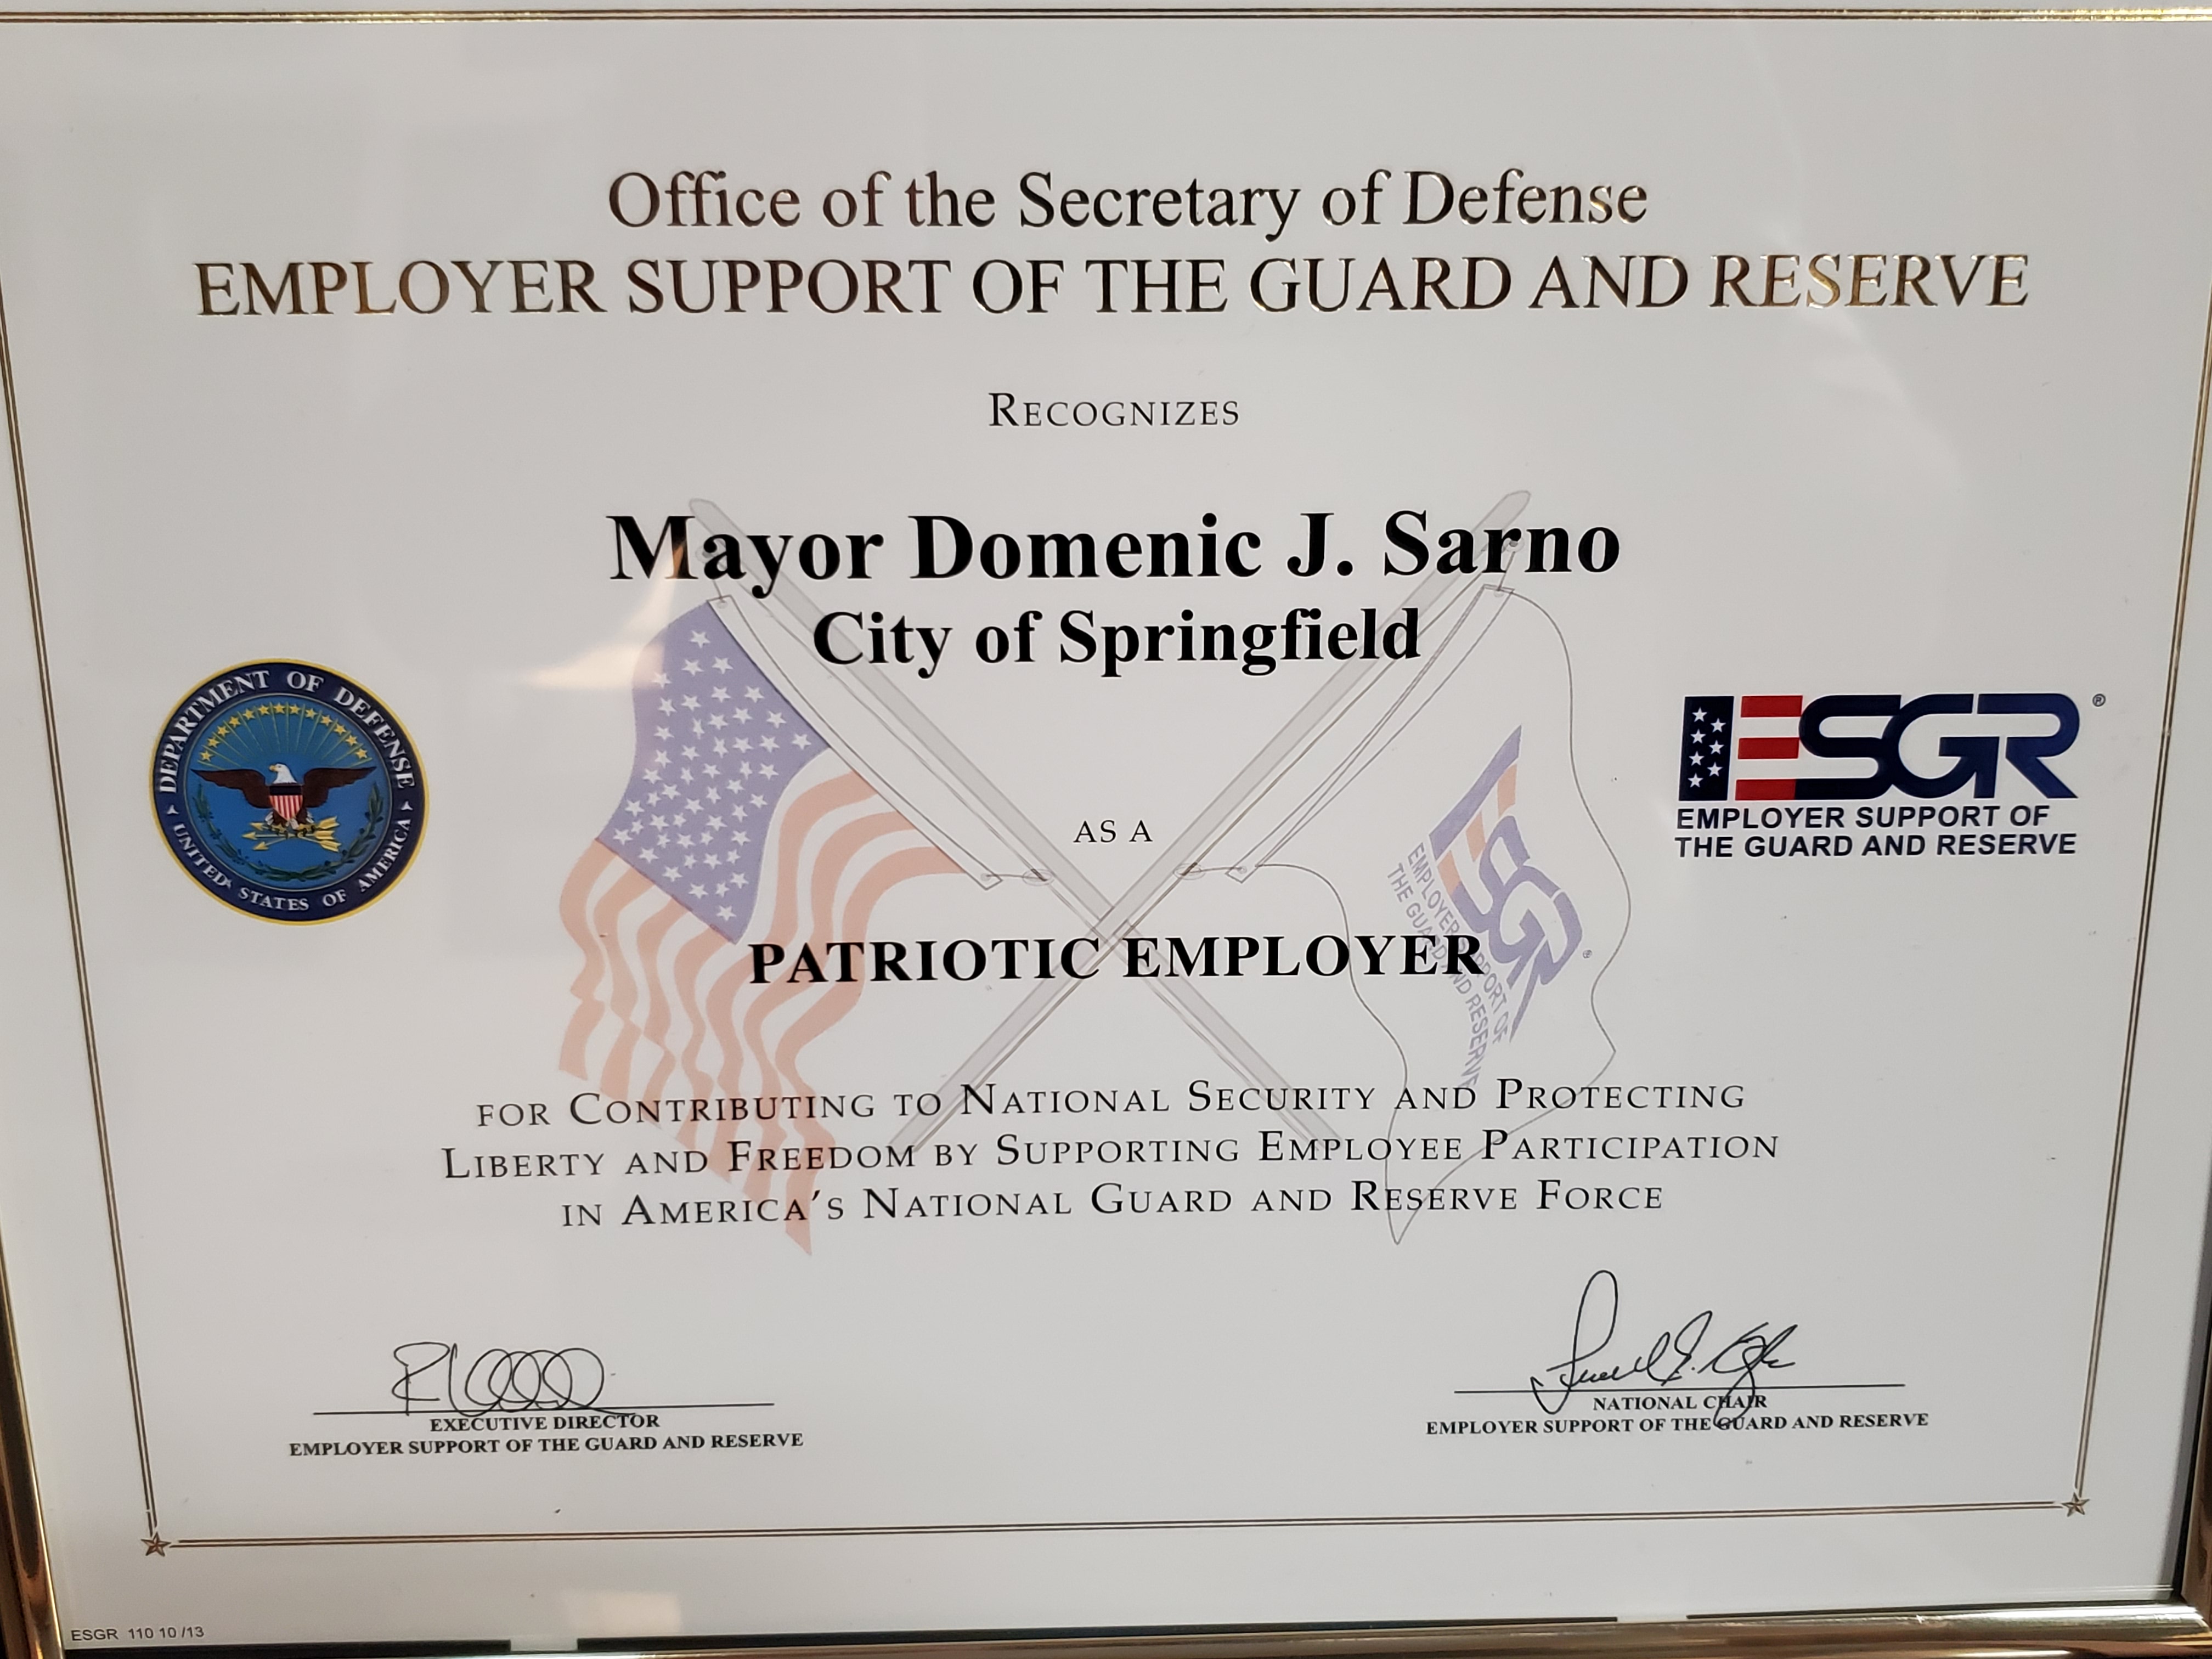 Office of the Secretary of Defense
EMPLOYER SUPPORT OF THE GUARD AND RESERVE
RECOGNIZES
Mayor Domenic J. Sarno
City of Springfield
DEPARTMENT OF DEFENSE
UNITED STATES OF AMERICA
ESGR®
EMPLOYER SUPPORT OF
THE GUARD AND RESERVE
AS A
ESGR®
EMPLOYER SUPPORT OF
THE GUARD AND RESERVE
PATRIOTIC EMPLOYER
FOR CONTRIBUTING TO NATIONAL SECURITY AND PROTECTING
LIBERTY AND FREEDOM BY SUPPORTING EMPLOYEE PARTICIPATION
IN AMERICA'S NATIONAL GUARD AND RESERVE FORCE
EXECUTIVE DIRECTOR
EMPLOYER SUPPORT OF THE GUARD AND RESERVE
NATIONAL CHAIR
EMPLOYER SUPPORT OF THE GUARD AND RESERVE
ESGR 110 10 /13